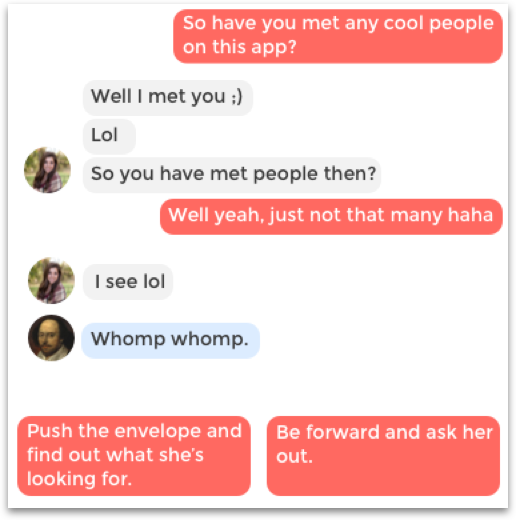 So have you met any cool people
on this app?
Well I met you ;)
Lol
So you have met people then?
Well yeah, just not that many haha
I see lol
Whomp whomp.
Push the envelope and
find out what she's
looking for.
Be forward and ask her
out.